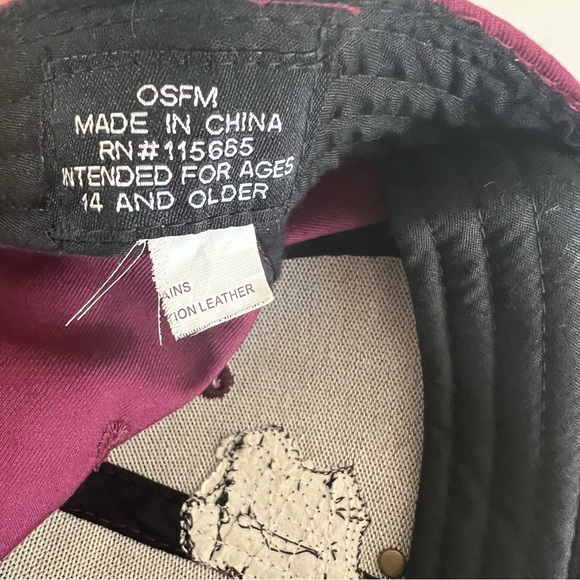 OSFM
MADE IN CHINA
RN#115665
INTENDED FOR AGES
14 AND OLDER
AINS
TION LEATHER